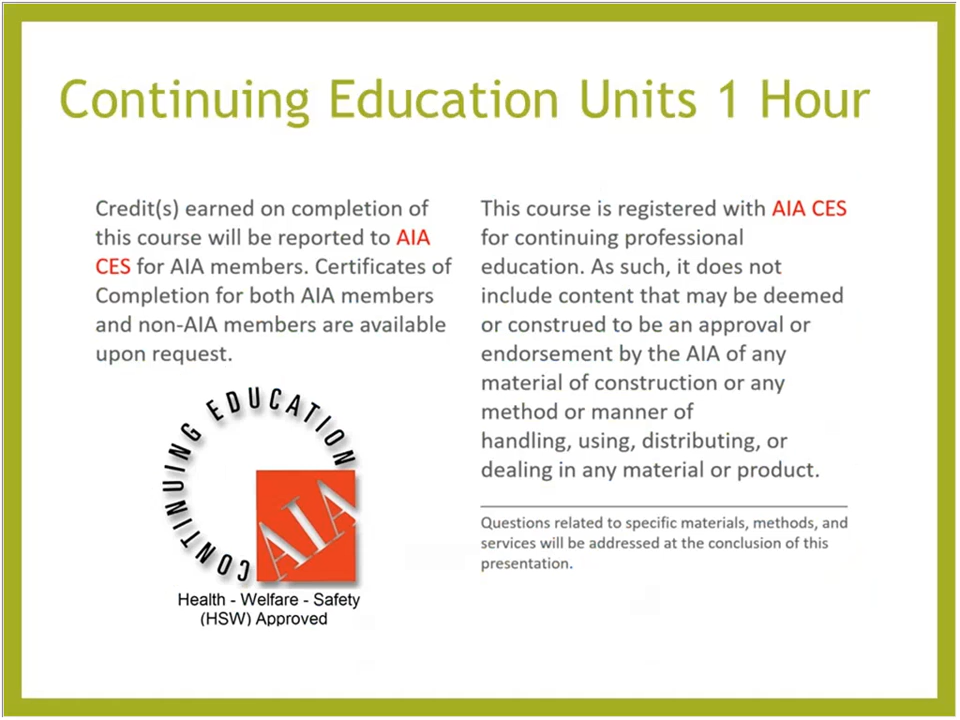 Continuing Education Units 1 Hour
Credit(s) earned on completion of
this course will be reported to AIA
CES for AIA members. Certificates of
Completion for both AIA members
and non-AIA members are available
upon request.
CONTINUING EDUCATION
AIA
Health - Welfare - Safety
(HSW) Approved
This course is registered with AIA CES
for continuing professional
education. As such, it does not
include content that may be deemed
or construed to be an approval or
endorsement by the AIA of any
material of construction or any
method or manner of
handling, using, distributing, or
dealing in any material or product.
Questions related to specific materials, methods, and
services will be addressed at the conclusion of this
presentation.